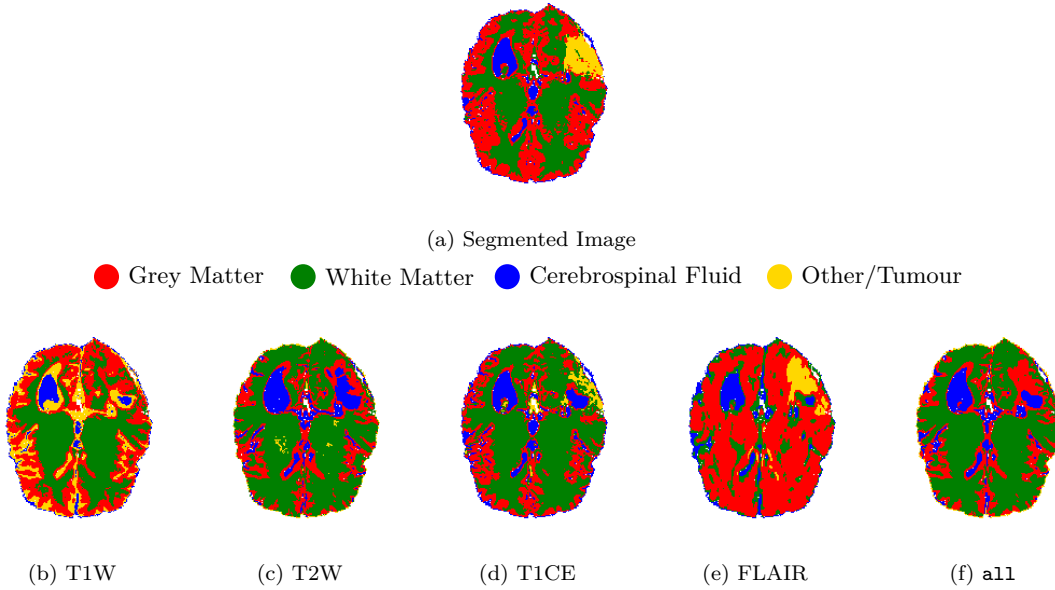 (a) Segmented Image
Grey Matter White Matter Cerebrospinal Fluid Other/Tumour
(b) T1W (c) T2W (d) T1CE (e) FLAIR (f) all